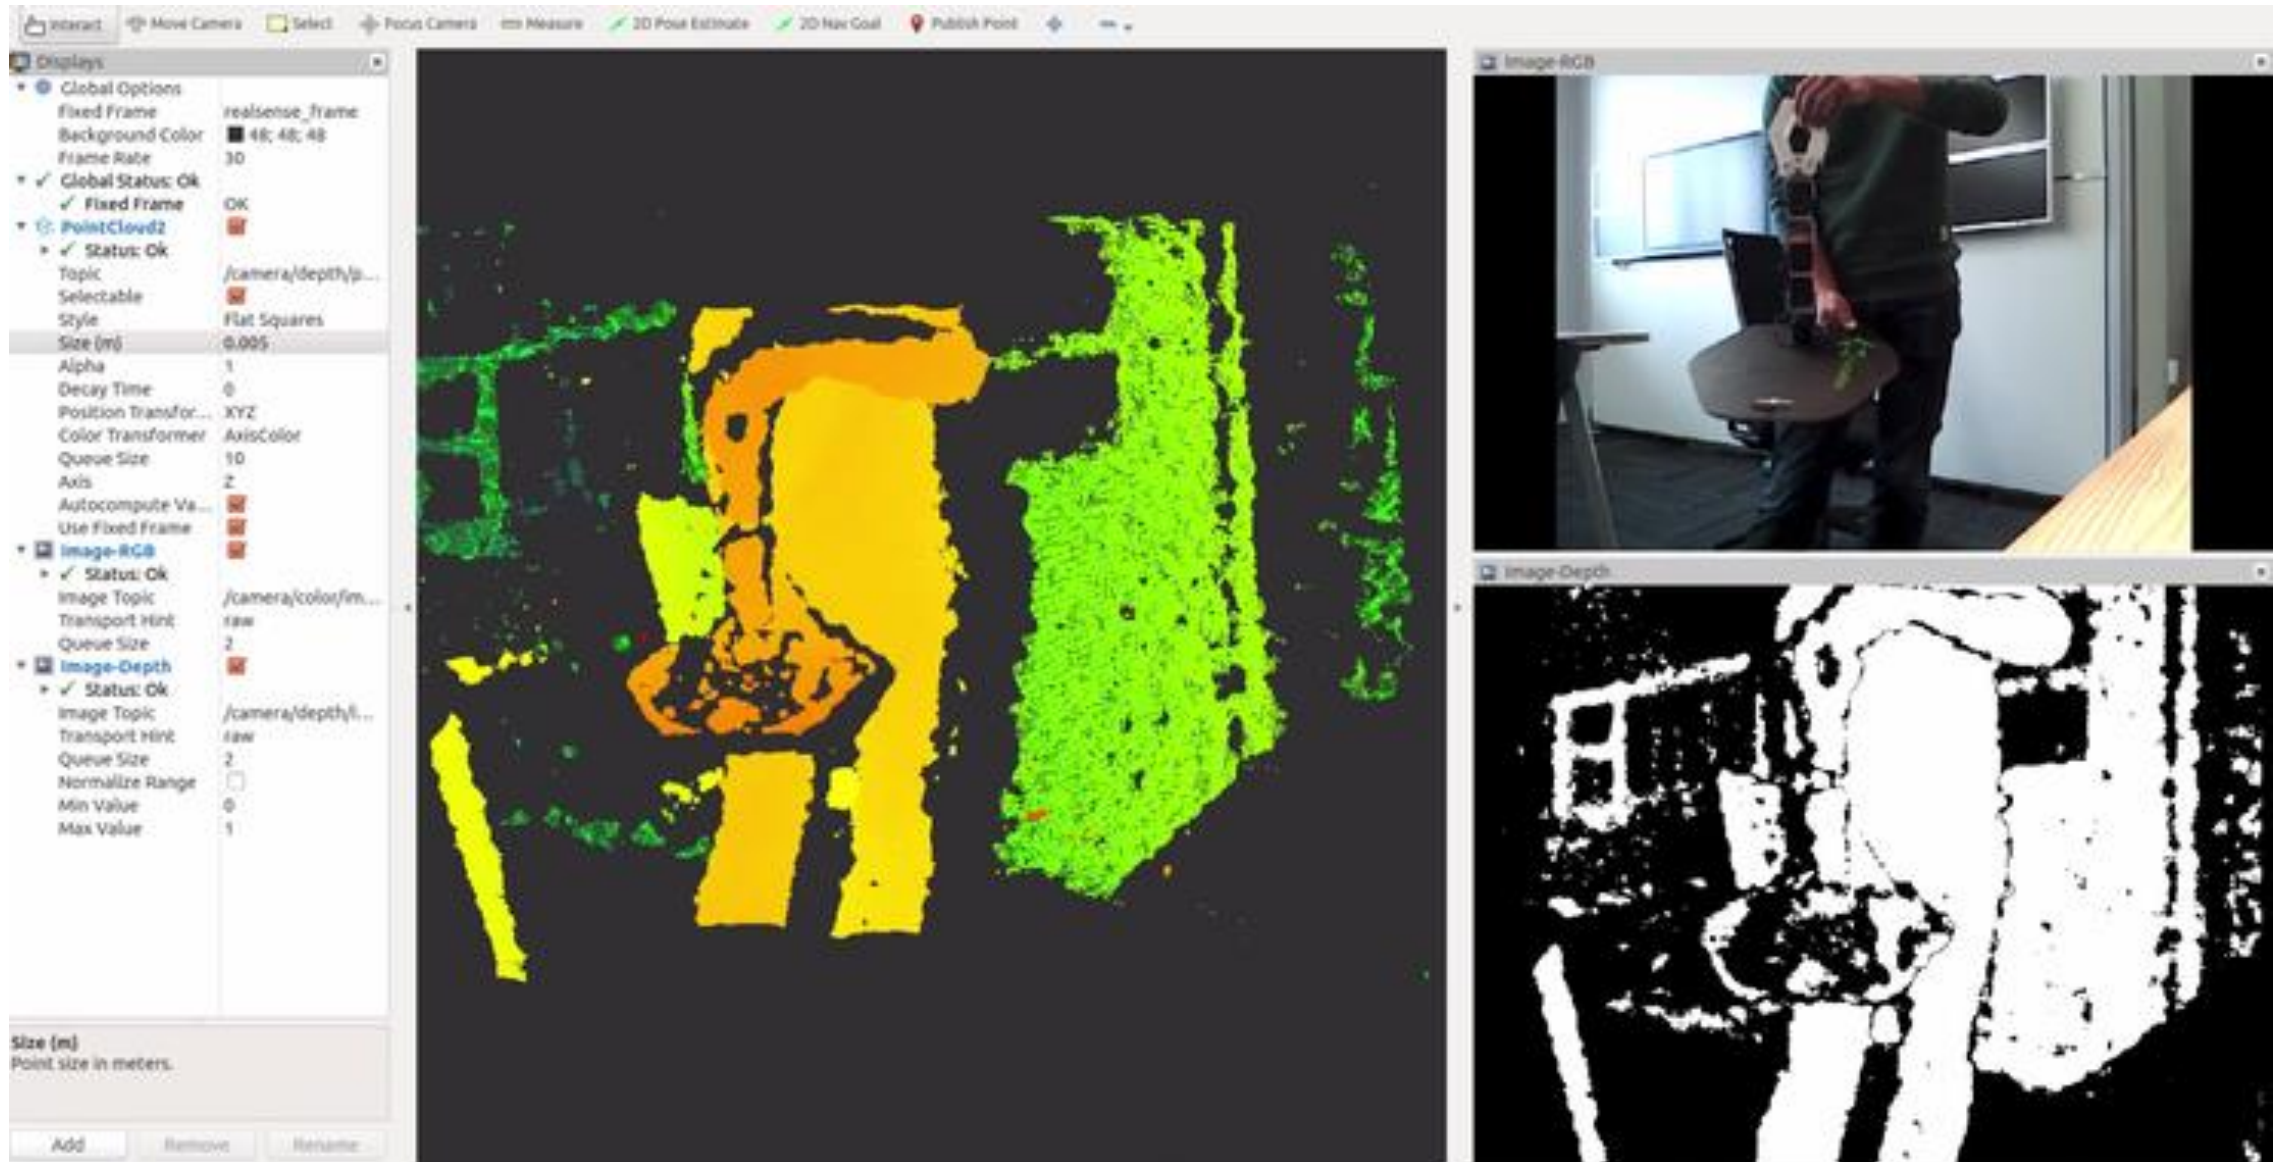 Interact Move Camera Select Focus Camera Measure 2D Pose Estimate 2D Nav Goal Publish Point
Displays
Global Options
Fixed Frame realsense_frame
Background Color 48; 48; 48
Frame Rate 30
Global Status: Ok
Fixed Frame OK
PointCloud2
Status: Ok
Topic /camera/depth/p...
Selectable
Style Flat Squares
Size (m) 0.005
Alpha 1
Decay Time 0
Position Transfor... XYZ
Color Transformer AxisColor
Queue Size 10
Axis Z
Autocompute Va...
Use Fixed Frame
Image-RGB
Status: Ok
Image Topic /camera/color/im...
Transport Hint raw
Queue Size 2
Image-Depth
Status: Ok
Image Topic /camera/depth/i...
Transport Hint raw
Queue Size 2
Normalize Range
Min Value 0
Max Value 1
Size (m)
Point size in meters.
Add Remove Rename
Image-RGB
Image-Depth